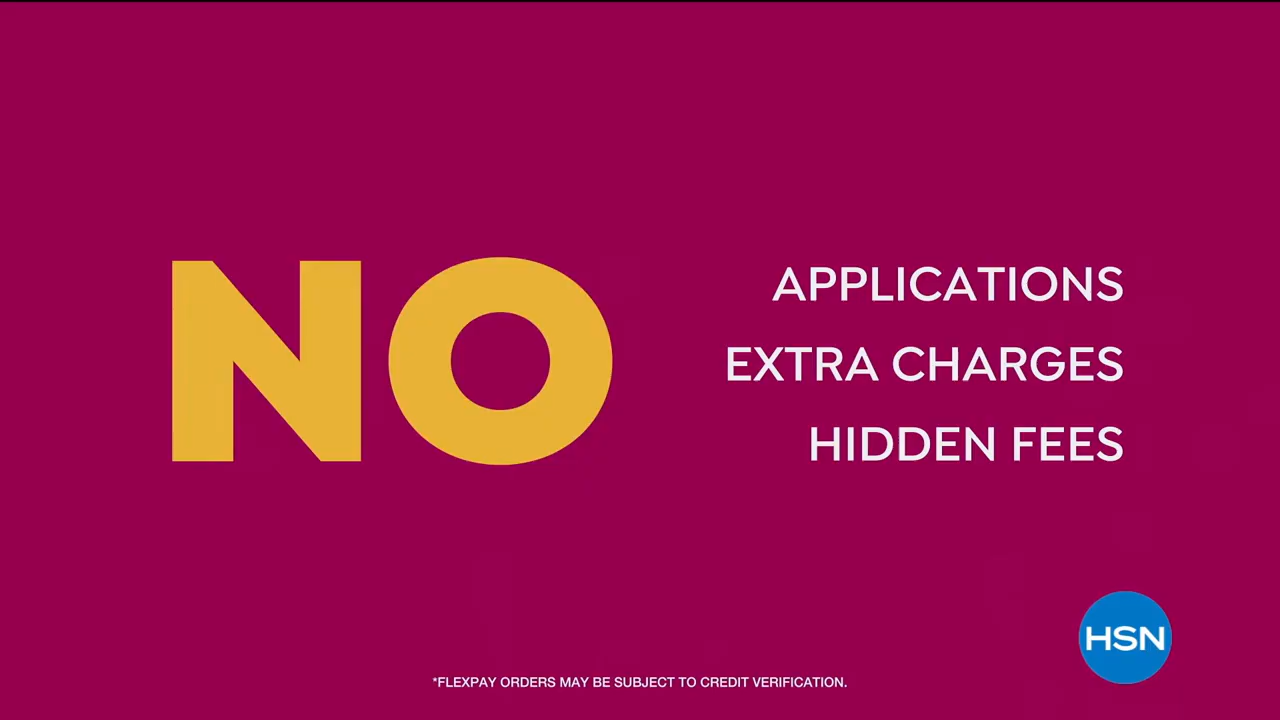 NO
APPLICATIONS
EXTRA CHARGES
HIDDEN FEES
HSN
*FLEXPAY ORDERS MAY BE SUBJECT TO CREDIT VERIFICATION.